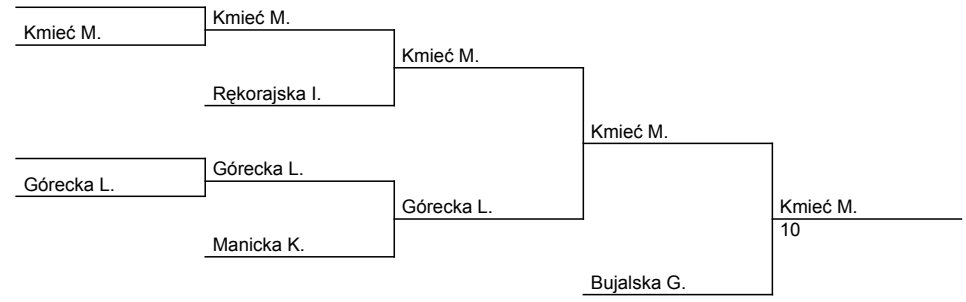 Kmieć M.
Kmieć M.
Kmieć M.
Rękorajska I.
Kmieć M.
Górecka L.
Górecka L.
Górecka L.
Kmieć M.
10
Manicka K.
Bujalska G.